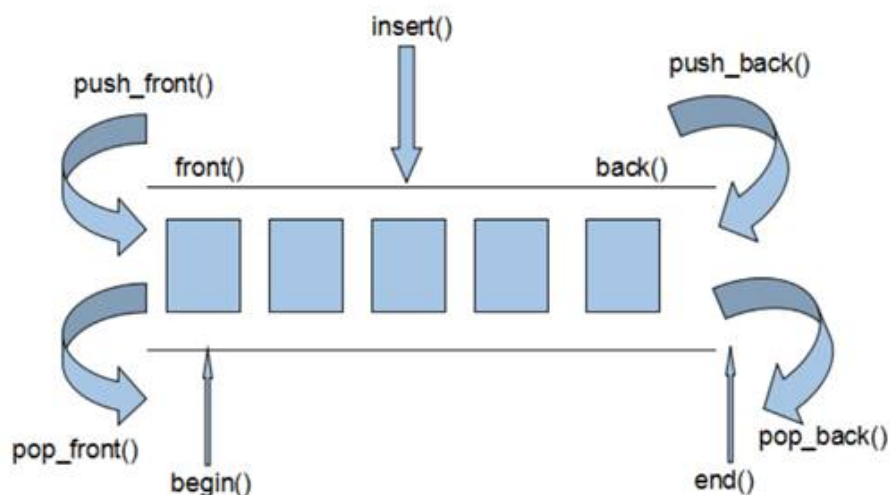 insert()
push_front()
push_back()
front()
back()
pop_front()
pop_back()
begin()
end()